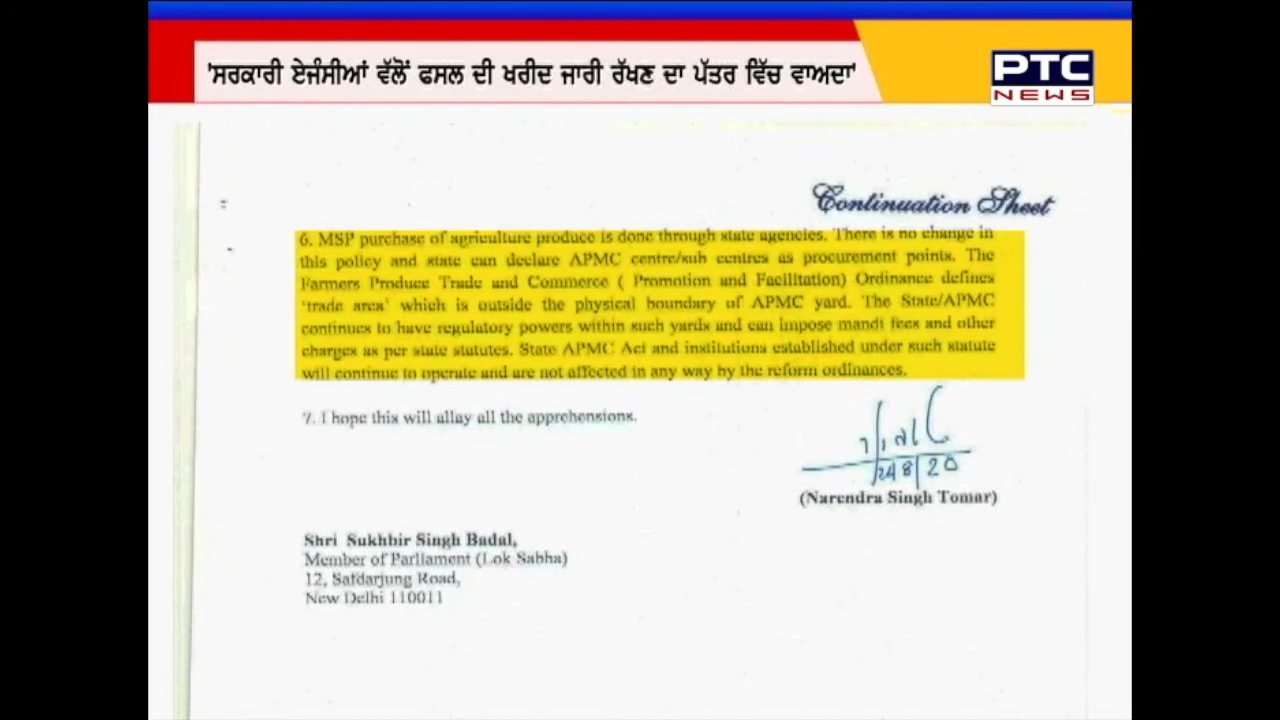 'ਸਰਕਾਰੀ ਏਜੰਸੀਆਂ ਵੱਲੋਂ ਫਸਲ ਦੀ ਖਰੀਦ ਜਾਰੀ ਰੱਖਣ ਦਾ ਪੱਤਰ ਵਿੱਚ ਵਾਅਦਾ'
PTC
NEWS
Continuation Sheet
6. MSP purchase of agriculture produce is done through state agencies. There is no change in
this policy and state can declare APMC centre/sub centres as procurement points. The
Farmers Produce Trade and Commerce ( Promotion and Facilitation) Ordinance defines
'trade area' which is outside the physical boundary of APMC yard. The State/APMC
continues to have regulatory powers within such yards and can impose mandi fees and other
charges as per state statutes. State APMC Act and institutions established under such statute
will continue to operate and are not affected in any way by the reform ordinances.
7. I hope this will allay all the apprehensions.
24/8/20
(Narendra Singh Tomar)
Shri Sukhbir Singh Badal,
Member of Parliament (Lok Sabha)
12, Safdarjung Road,
New Delhi 110011